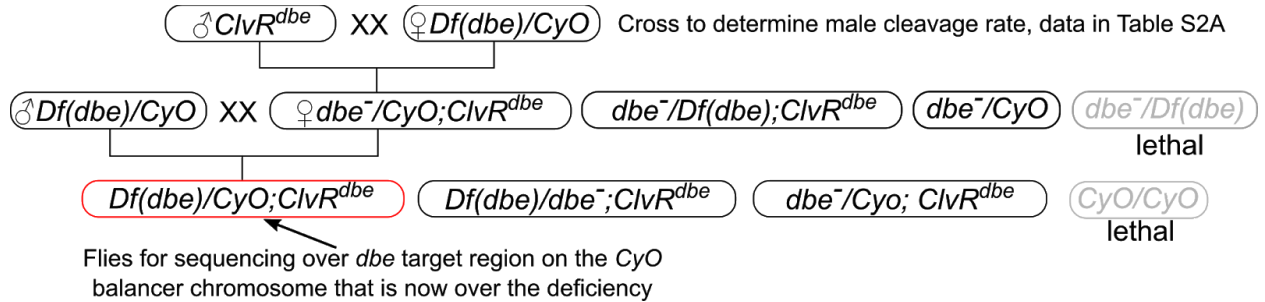 ♂ClvR^dbe XX ♀Df(dbe)/CyO Cross to determine male cleavage rate, data in Table S2A
♂Df(dbe)/CyO XX ♀dbe⁻/CyO;ClvR^dbe dbe⁻/Df(dbe);ClvR^dbe dbe⁻/CyO dbe⁻/Df(dbe)
lethal
Df(dbe)/CyO;ClvR^dbe Df(dbe)/dbe⁻;ClvR^dbe dbe⁻/Cyo; ClvR^dbe CyO/CyO
lethal
Flies for sequencing over dbe target region on the CyO
balancer chromosome that is now over the deficiency